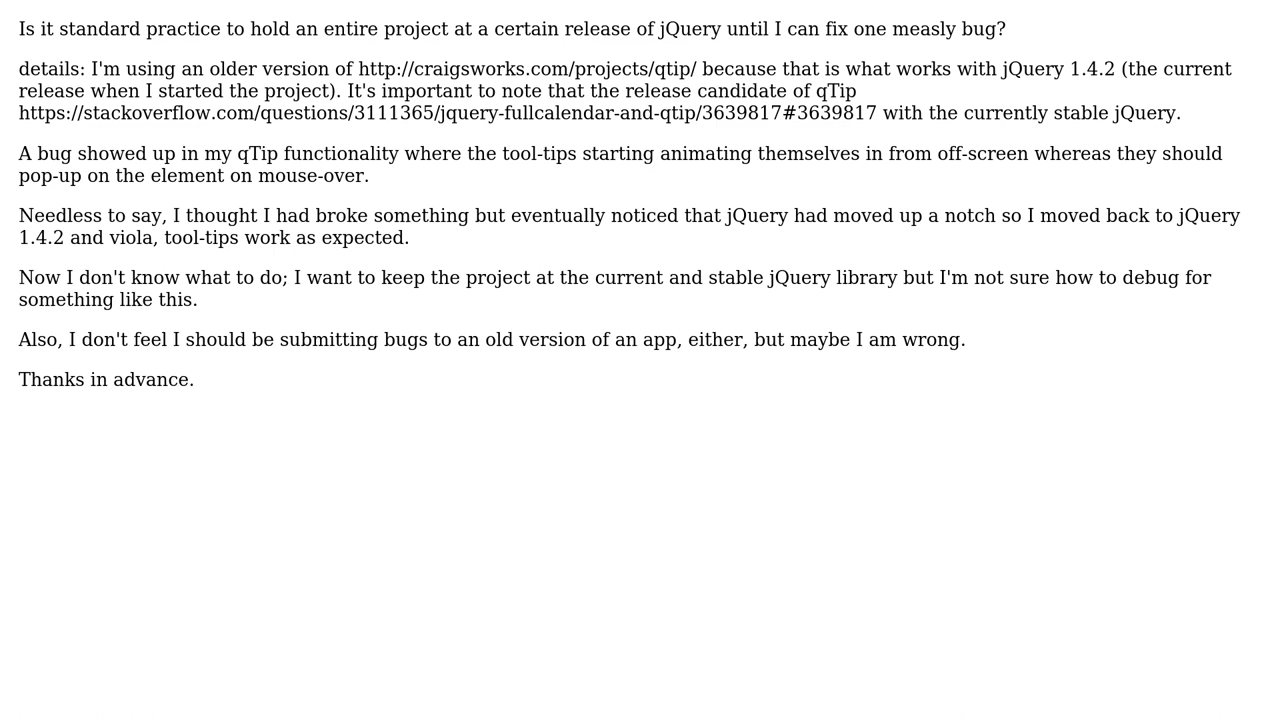 Is it standard practice to hold an entire project at a certain release of jQuery until I can fix one measly bug?
details: I'm using an older version of http://craigsworks.com/projects/qtip/ because that is what works with jQuery 1.4.2 (the current
release when I started the project). It's important to note that the release candidate of qTip
https://stackoverflow.com/questions/3111365/jquery-fullcalendar-and-qtip/3639817#3639817 with the currently stable jQuery.
A bug showed up in my qTip functionality where the tool-tips starting animating themselves in from off-screen whereas they should
pop-up on the element on mouse-over.
Needless to say, I thought I had broke something but eventually noticed that jQuery had moved up a notch so I moved back to jQuery
1.4.2 and viola, tool-tips work as expected.
Now I don't know what to do; I want to keep the project at the current and stable jQuery library but I'm not sure how to debug for
something like this.
Also, I don't feel I should be submitting bugs to an old version of an app, either, but maybe I am wrong.
Thanks in advance.